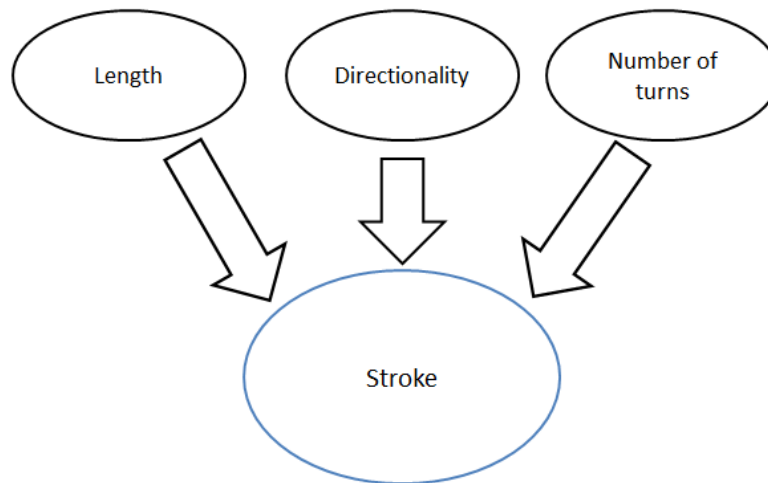 Length
Directionality
Number of
turns
Stroke